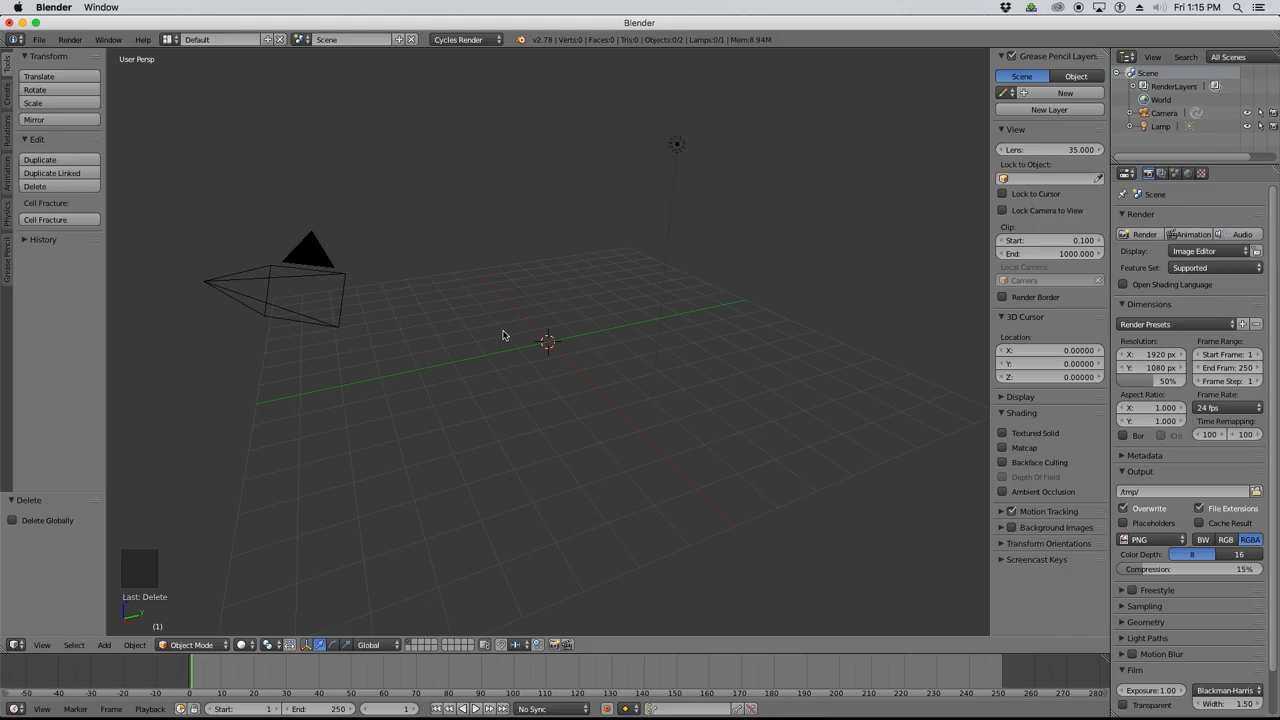 Blender Window Fri 1:15 PM
Blender
File Render Window Help Default Scene Cycles Render v2.78 | Verts:0 | Faces:0 | Tris:0 | Objects:0/2 | Lamps:0/1 | Mem:8.94M
Tools
Create
Relations
Animation
Physics
Grease Pencil
Transform
Translate
Rotate
Scale
Mirror
Edit
Duplicate
Duplicate Linked
Delete
Cell Fracture:
Cell Fracture
History
Delete
Delete Globally
User Persp
Last: Delete
y
(1)
Grease Pencil Layers
Scene Object
New
New Layer
View
Lens: 35.000
Lock to Object:
Lock to Cursor
Lock Camera to View
Clip:
Start: 0.100
End: 1000.000
Local Camera:
Camera
Render Border
3D Cursor
Location:
X: 0.00000
Y: 0.00000
Z: 0.00000
Display
Shading
Textured Solid
Matcap
Backface Culling
Depth Of Field
Ambient Occlusion
Motion Tracking
Background Images
Transform Orientations
Screencast Keys
View Search All Scenes
Scene
RenderLayers
World
Camera
Lamp
Scene
Render
Render Animation Audio
Display: Image Editor
Feature Set: Supported
Open Shading Language
Dimensions
Render Presets
Resolution: Frame Range:
X: 1920 px Start Frame: 1
Y: 1080 px End Fram: 250
50% Frame Step: 1
Aspect Ratio: Frame Rate:
X: 1.000 24 fps
Y: 1.000 Time Remapping:
Bor Cro 100 100
Metadata
Output
/tmp/
Overwrite File Extensions
Placeholders Cache Result
PNG BW RGB RGBA
Color Depth: 8 16
Compression: 15%
Freestyle
Sampling
Geometry
Light Paths
Motion Blur
Film
Exposure: 1.00 Blackman-Harris
Transparent Width: 1.50
View Select Add Object Object Mode Global
-50 -40 -30 -20 -10 0 10 20 30 40 50 60 70 80 90 100 110 120 130 140 150 160 170 180 190 200 210 220 230 240 250 260 270 280
View Marker Frame Playback Start: 1 End: 250 1 No Sync